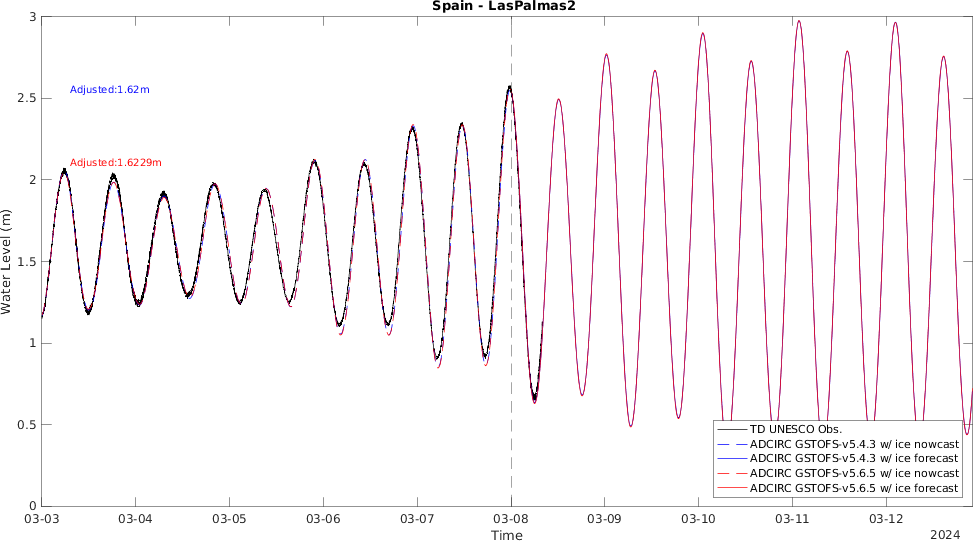 Spain - LasPalmas2
3
2.5
2
1.5
1
0.5
0
Water Level (m)
Adjusted:1.62m
Adjusted:1.6229m
TD UNESCO Obs.
ADCIRC GSTOFS-v5.4.3 w/ ice nowcast
ADCIRC GSTOFS-v5.4.3 w/ ice forecast
ADCIRC GSTOFS-v5.6.5 w/ ice nowcast
ADCIRC GSTOFS-v5.6.5 w/ ice forecast
03-03 03-04 03-05 03-06 03-07 03-08 03-09 03-10 03-11 03-12
Time
2024